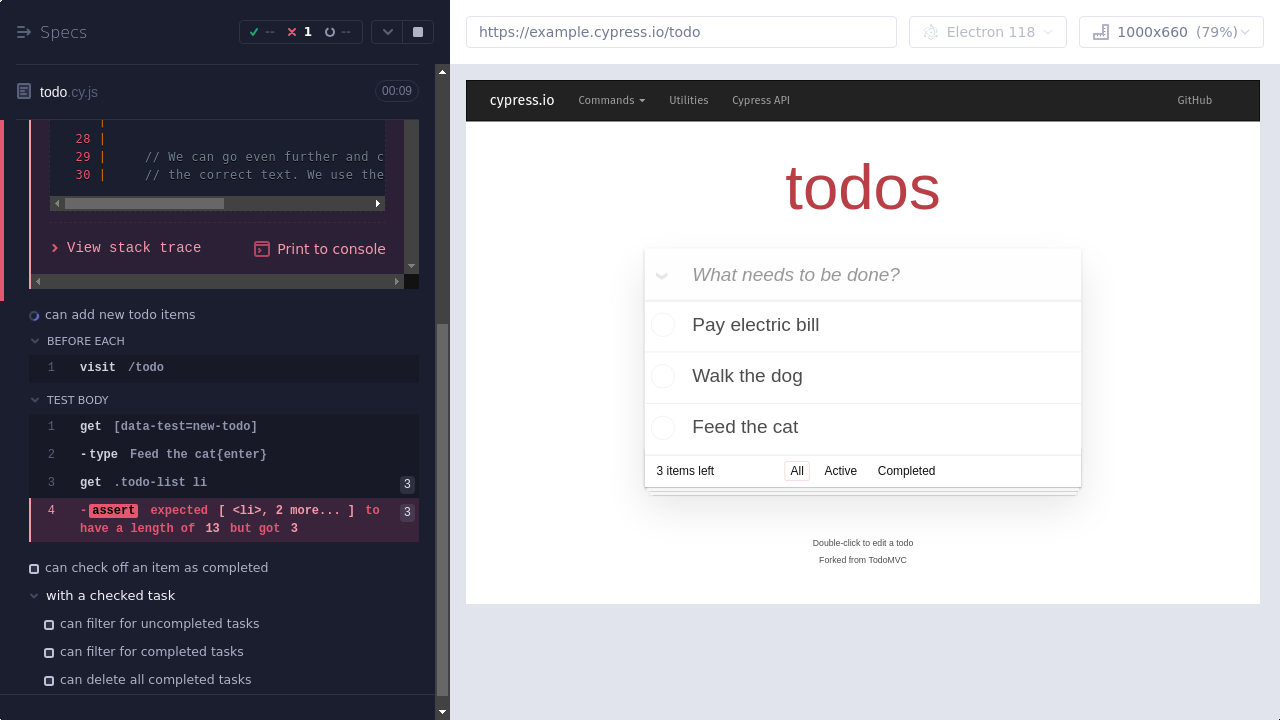 Specs
-- 1 --
todo.cy.js 00:09
28 |
29 | // We can go even further and c
30 | // the correct text. We use the
View stack trace Print to console
can add new todo items
BEFORE EACH
1 visit /todo
TEST BODY
1 get [data-test=new-todo]
2 -type Feed the cat{enter}
3 get .todo-list li 3
4 -assert expected [ <li>, 2 more... ] to 3
have a length of 13 but got 3
can check off an item as completed
with a checked task
can filter for uncompleted tasks
can filter for completed tasks
can delete all completed tasks
https://example.cypress.io/todo Electron 118 1000x660 (79%)
cypress.io Commands Utilities Cypress API GitHub
todos
What needs to be done?
Pay electric bill
Walk the dog
Feed the cat
3 items left All Active Completed
Double-click to edit a todo
Forked from TodoMVC